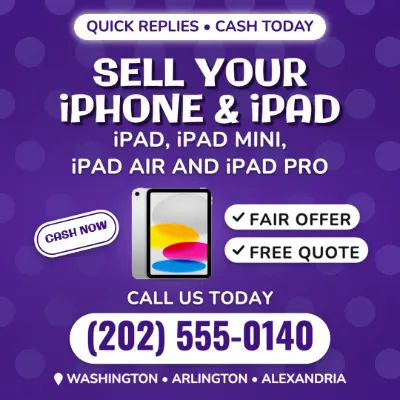 QUICK REPLIES • CASH TODAY
SELL YOUR
iPHONE & iPAD
iPAD, iPAD MINI,
iPAD AIR AND iPAD PRO
CASH NOW
✓ FAIR OFFER
✓ FREE QUOTE
CALL US TODAY
(202) 555-0140
WASHINGTON • ARLINGTON • ALEXANDRIA